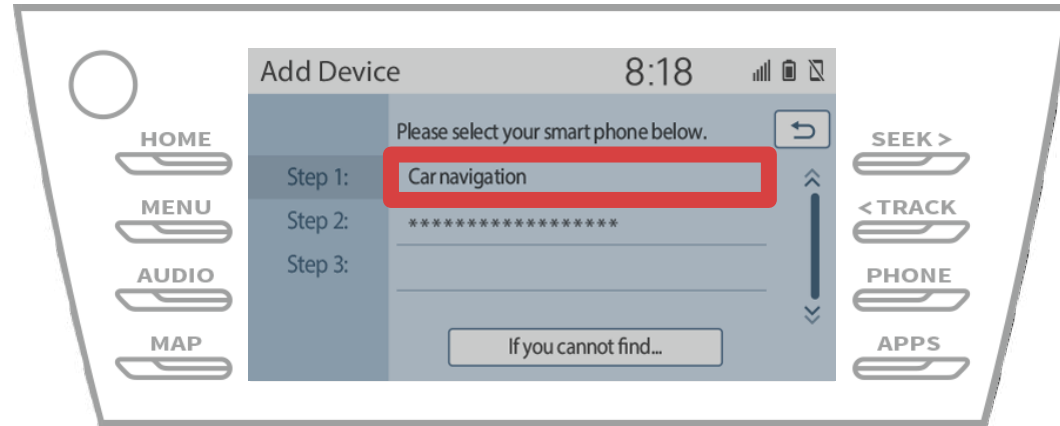 Add Device
8:18
Please select your smart phone below.
HOME
SEEK >
Step 1:
Car navigation
MENU
< TRACK
Step 2:
******************
AUDIO
Step 3:
PHONE
MAP
If you cannot find...
APPS